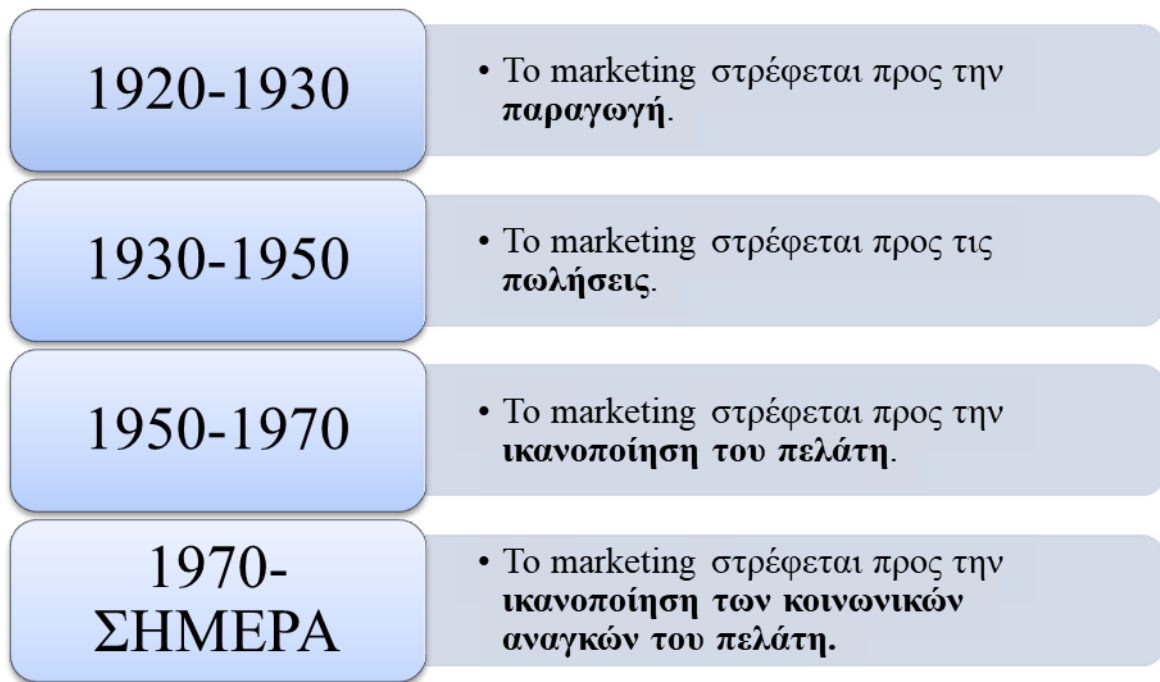 1920-1930
• Το marketing στρέφεται προς την
παραγωγή.
1930-1950
• Το marketing στρέφεται προς τις
πωλήσεις.
1950-1970
• Το marketing στρέφεται προς την
ικανοποίηση του πελάτη.
1970-
ΣΗΜΕΡΑ
• Το marketing στρέφεται προς την
ικανοποίηση των κοινωνικών
αναγκών του πελάτη.